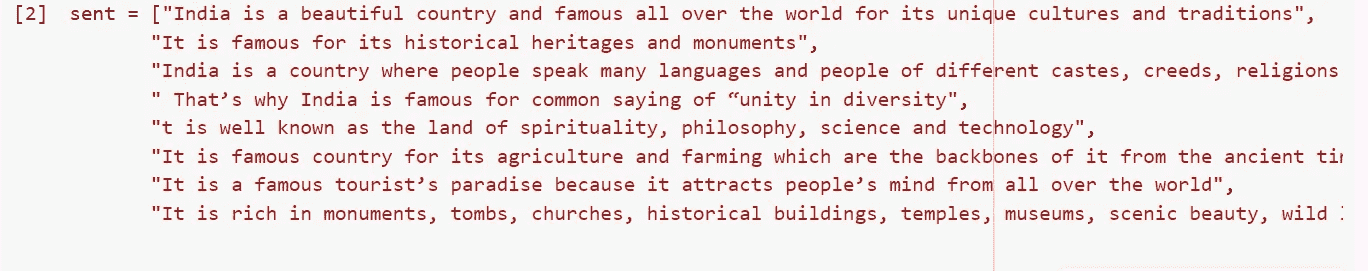 [2] sent = ["India is a beautiful country and famous all over the world for its unique cultures and traditions",
"It is famous for its historical heritages and monuments",
"India is a country where people speak many languages and people of different castes, creeds, religions
" That’s why India is famous for common saying of “unity in diversity",
"t is well known as the land of spirituality, philosophy, science and technology",
"It is famous country for its agriculture and farming which are the backbones of it from the ancient
"It is a famous tourist’s paradise because it attracts people’s mind from all over the world",
"It is rich in monuments, tombs, churches, historical buildings, temples, museums, scenic beauty, wild